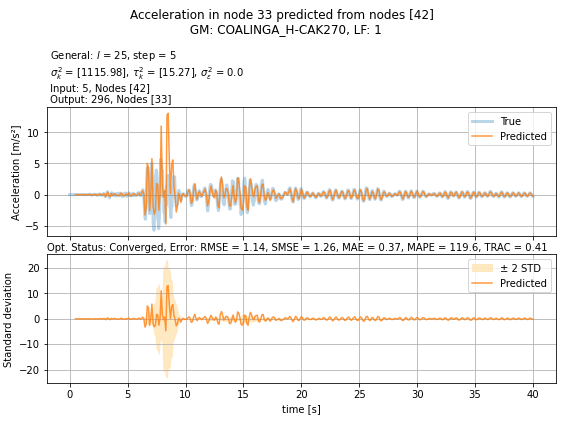 Acceleration in node 33 predicted from nodes [42]
GM: COALINGA_H-CAK270, LF: 1
General: l = 25, step = 5
σ²ₖ = [1115.98], τ²ₖ = [15.27], σ²ε = 0.0
Input: 5, Nodes [42]
Output: 296, Nodes [33]
Acceleration [m/s²]
10
5
0
−5
True
Predicted
Opt. Status: Converged, Error: RMSE = 1.14, SMSE = 1.26, MAE = 0.37, MAPE = 119.6, TRAC = 0.41
Standard deviation
20
10
0
−10
−20
± 2 STD
Predicted
0 5 10 15 20 25 30 35 40
time [s]